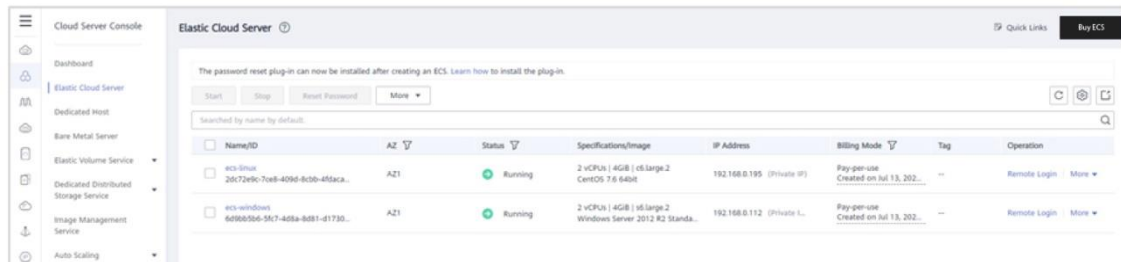 Cloud Server Console
Dashboard
Elastic Cloud Server
Dedicated Host
Bare Metal Server
Elastic Volume Service
Dedicated Distributed
Storage Service
Image Management
Service
Auto Scaling
Elastic Cloud Server
Quick Links
Buy ECS
The password reset plug-in can now be installed after creating an ECS. Learn how to install the plug-in.
Start Stop Reset Password More
Searched by name by default.
Name/ID AZ Status Specifications/Image IP Address Billing Mode Tag Operation
ecs-linux AZ1 Running 2 vCPUs | 4GiB | c6.large.2 192.168.0.195 (Private IP) Pay-per-use -- Remote Login More
2dc72e9c-7ce8-409d-8cbb-4fdaca... CentOS 7.6 64bit Created on Jul 13, 202...
ecs-windows AZ1 Running 2 vCPUs | 4GiB | s6.large.2 192.168.0.112 (Private I... Pay-per-use -- Remote Login More
6d9bb5b6-5fc7-4d8a-8d81-d1730... Windows Server 2012 R2 Standa... Created on Jul 13, 202...